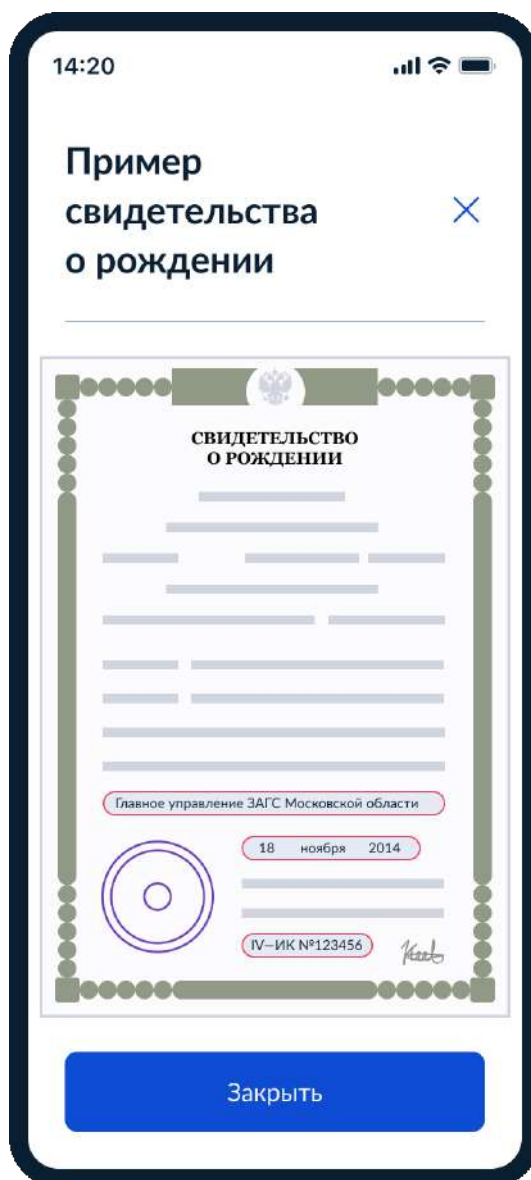 14:20
Пример
свидетельства
о рождении
СВИДЕТЕЛЬСТВО
О РОЖДЕНИИ
Главное управление ЗАГС Московской области
18 ноября 2014
IV–ИК №123456
Закрыть